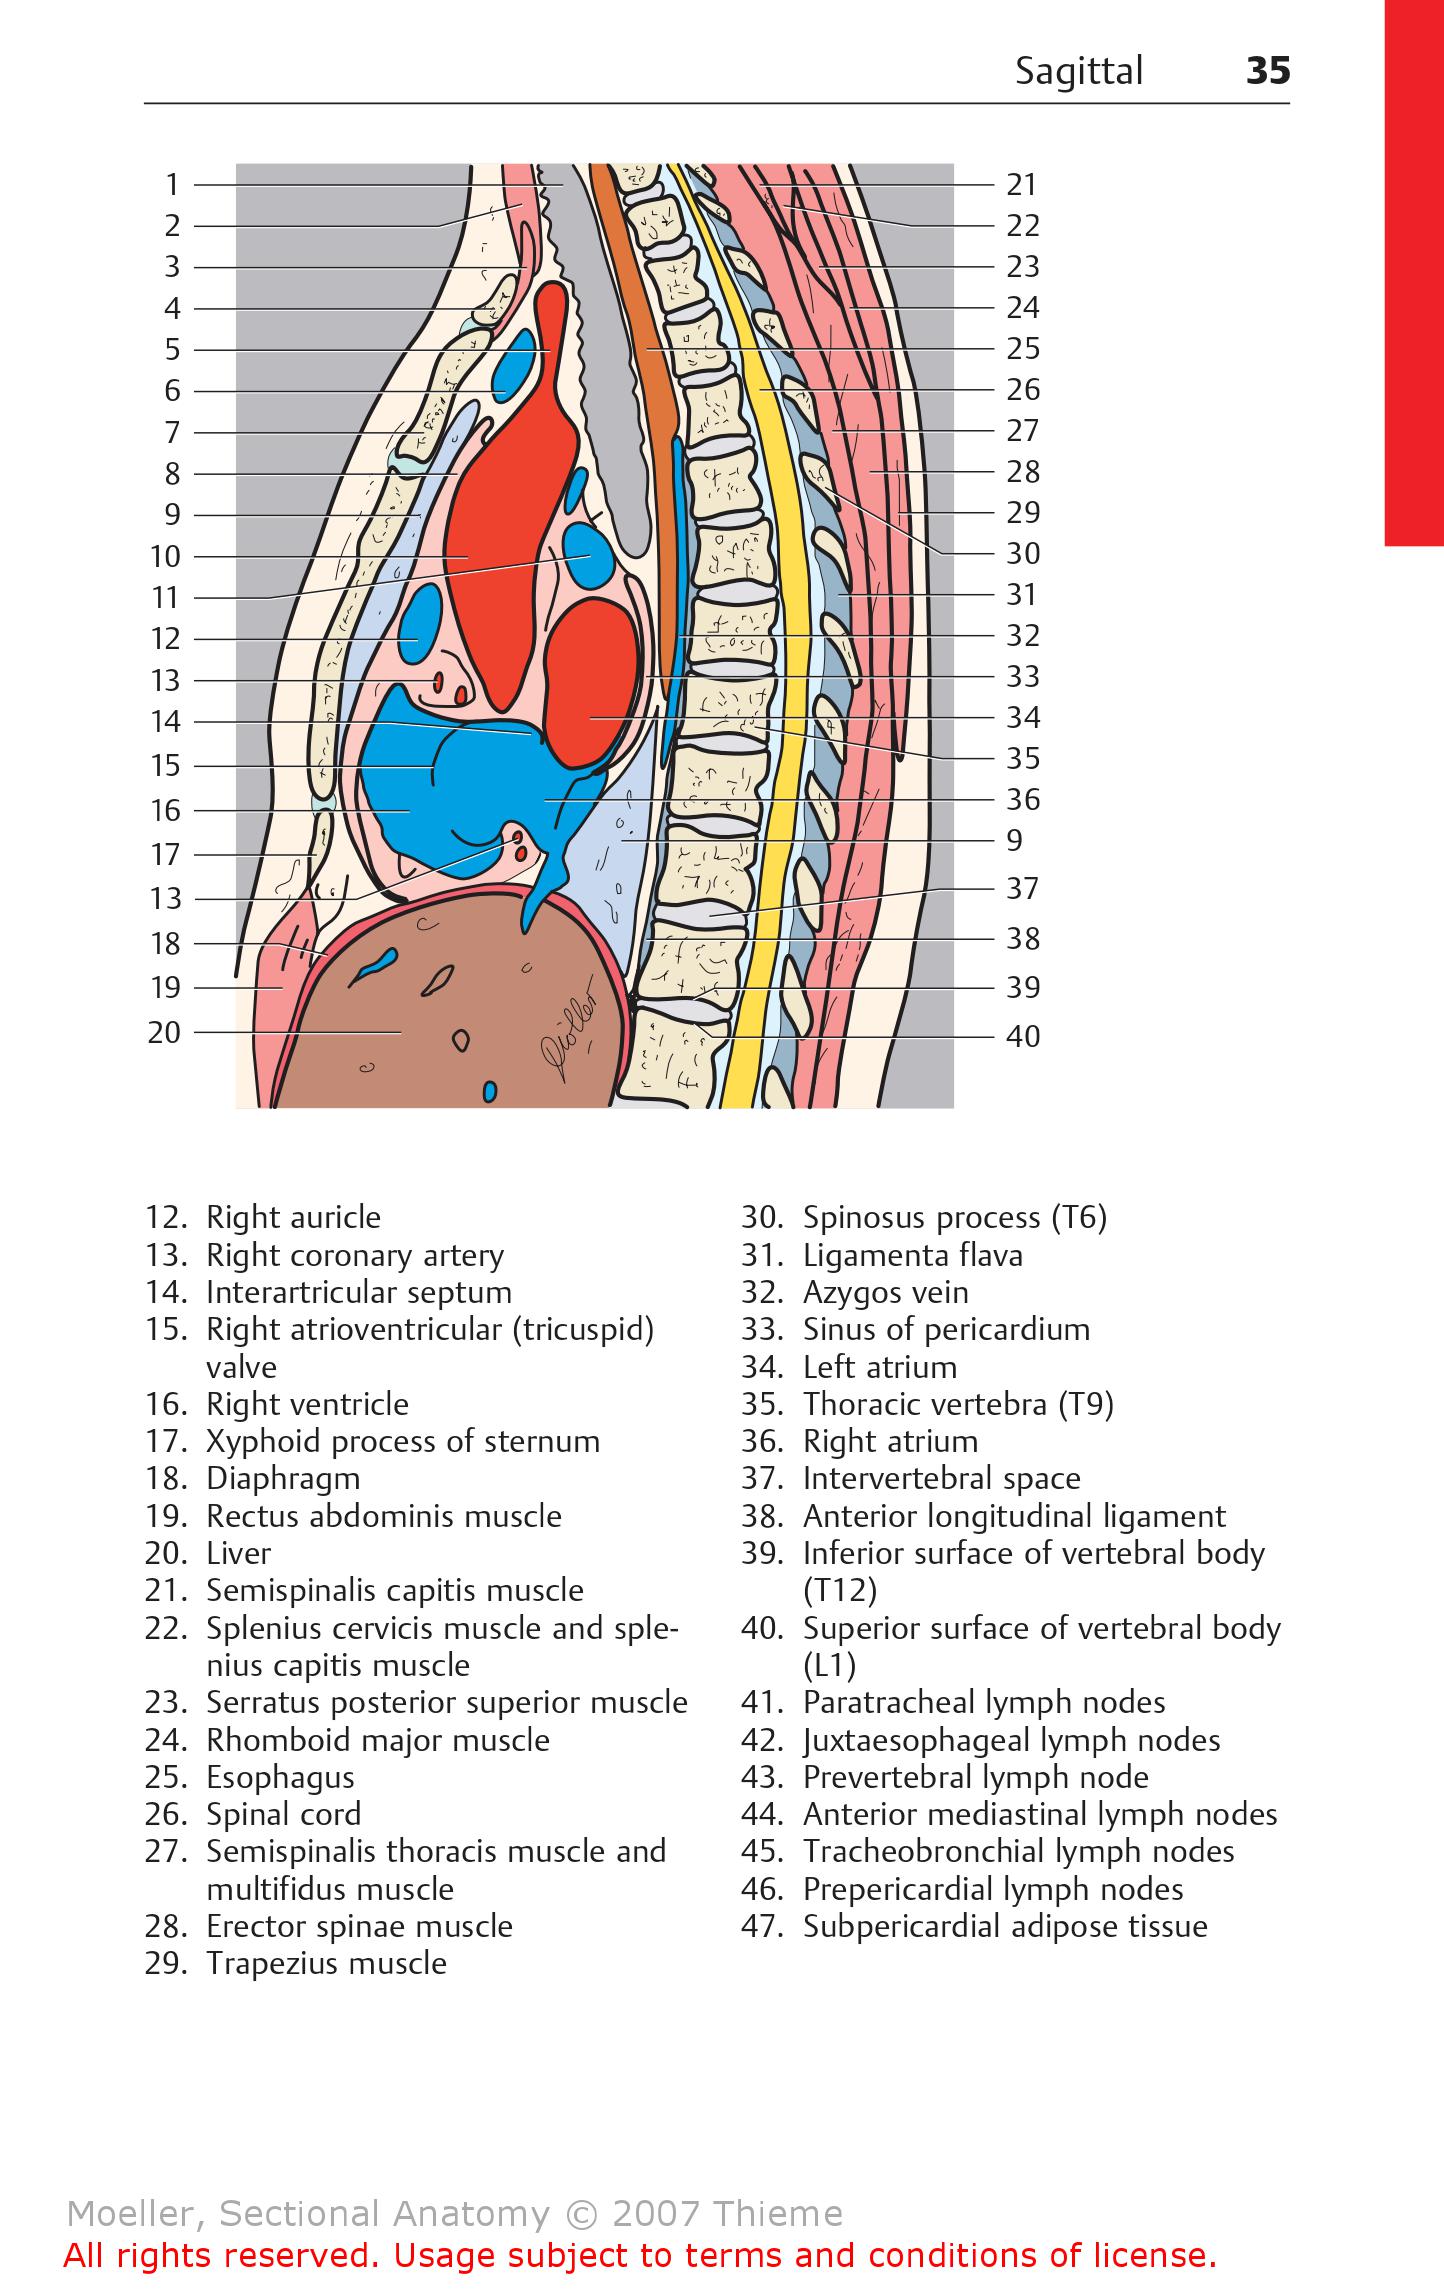 Sagittal 35
1
2
3
4
5
6
7
8
9
10
11
12
13
14
15
16
17
13
18
19
20
21
22
23
24
25
26
27
28
29
30
31
32
33
34
35
36
9
37
38
39
40
12. Right auricle
13. Right coronary artery
14. Interartricular septum
15. Right atrioventricular (tricuspid)
valve
16. Right ventricle
17. Xyphoid process of sternum
18. Diaphragm
19. Rectus abdominis muscle
20. Liver
21. Semispinalis capitis muscle
22. Splenius cervicis muscle and sple-
nius capitis muscle
23. Serratus posterior superior muscle
24. Rhomboid major muscle
25. Esophagus
26. Spinal cord
27. Semispinalis thoracis muscle and
multifidus muscle
28. Erector spinae muscle
29. Trapezius muscle
30. Spinosus process (T6)
31. Ligamenta flava
32. Azygos vein
33. Sinus of pericardium
34. Left atrium
35. Thoracic vertebra (T9)
36. Right atrium
37. Intervertebral space
38. Anterior longitudinal ligament
39. Inferior surface of vertebral body
(T12)
40. Superior surface of vertebral body
(L1)
41. Paratracheal lymph nodes
42. Juxtaesophageal lymph nodes
43. Prevertebral lymph node
44. Anterior mediastinal lymph nodes
45. Tracheobronchial lymph nodes
46. Prepericardial lymph nodes
47. Subpericardial adipose tissue
Moeller, Sectional Anatomy © 2007 Thieme
All rights reserved. Usage subject to terms and conditions of license.